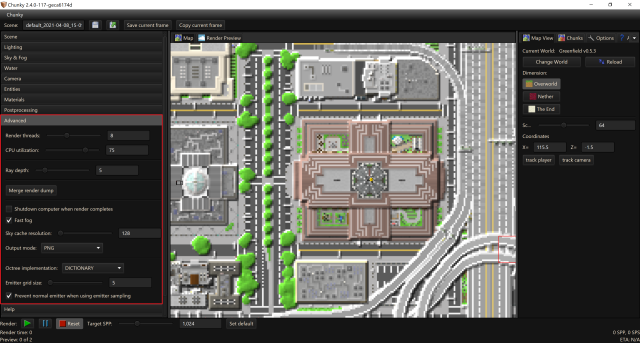 Chunky 2.4.0-117-geca6174d
Chunky
Scene: default_2021-04-08_15-0 Save current frame Copy current frame
Scene
Lighting
Sky & Fog
Water
Camera
Entities
Materials
Postprocessing
Advanced
Render threads: 8
CPU utilization: 75
Ray depth: 5
Merge render dump
Shutdown computer when render completes
Fast fog
Sky cache resolution: 128
Output mode: PNG
Octree implementation: DICTIONARY
Emitter grid size: 5
Prevent normal emitter when using emitter sampling
Help
Map Render Preview
Map View Chunks Options
Current World: Greenfield v0.5.3
Change World Reload
Dimension:
Overworld
Nether
The End
Sc... 64
Coordinates
X= 115.5 Z= -1.5
track player track camera
Render: Reset Target SPP: 1,024 Set default
Render time: 0 0 SPP, 0 SPS
Preview: 0 of 2 ETA: N/A